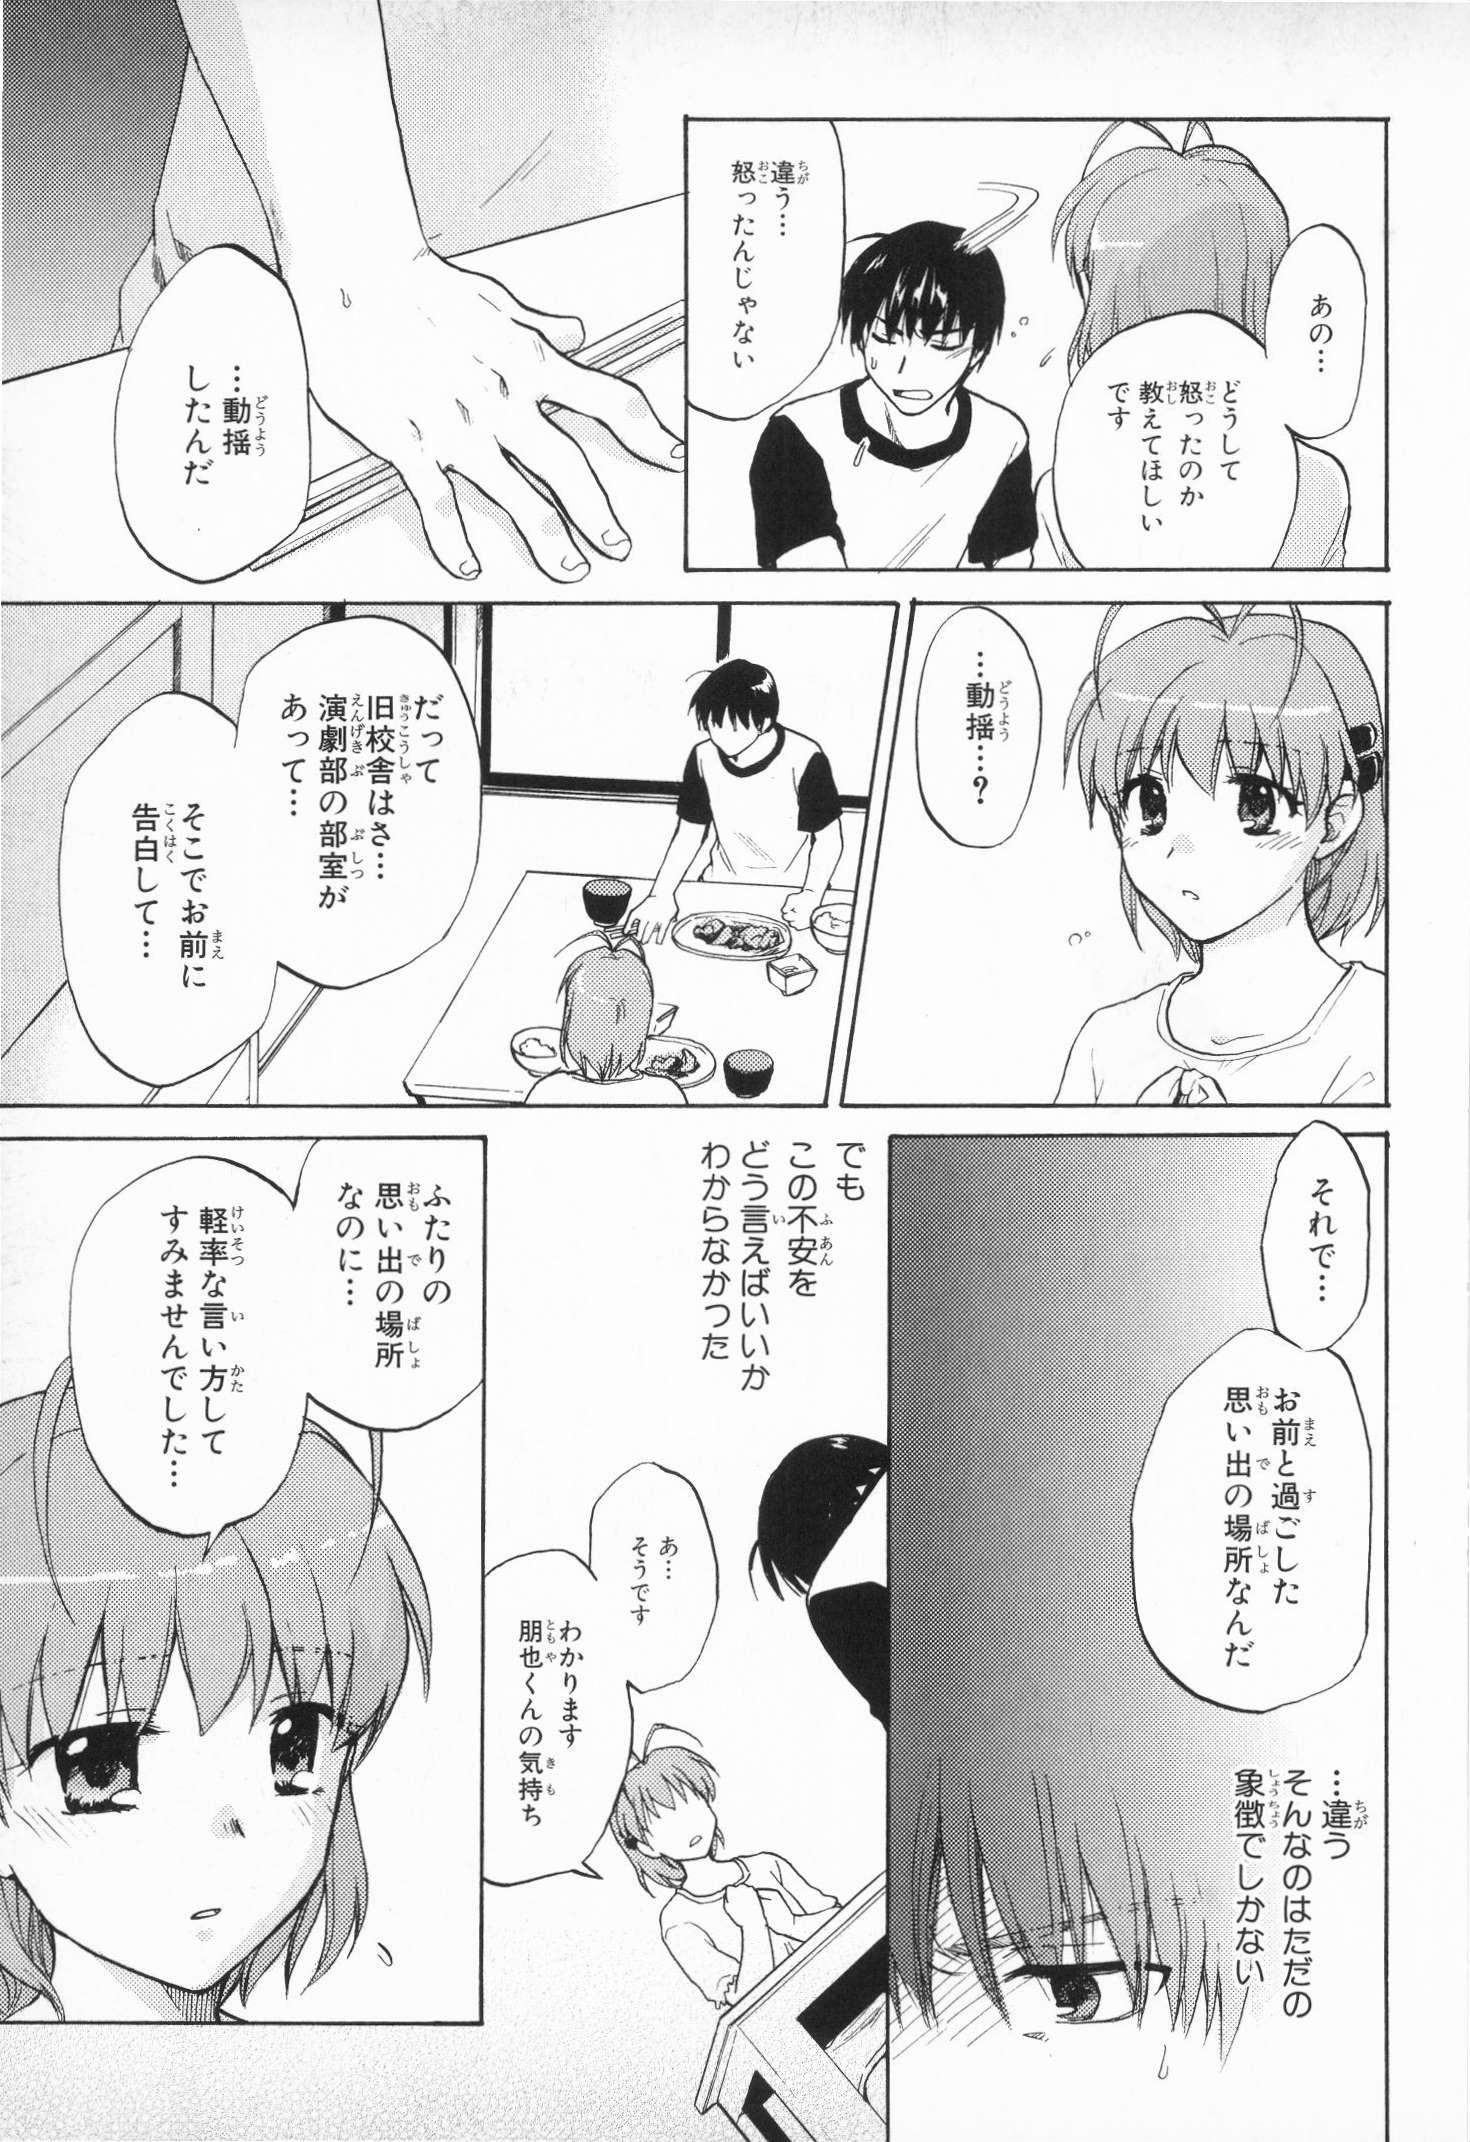 あの…
どうして
怒ったのか
教えてほしい
です
違う…
怒ったんじゃない
…動揺
したんだ
…動揺…?
だって
旧校舎はさ…
演劇部の部室が
あって…
そこでお前に
告白して…
それで…
お前と過ごした
思い出の場所なんだ
…違う
そんなのはただの
象徴でしかない
でも
この不安を
どう言えばいいか
わからなかった
あ…
そうです
わかります
朋也くんの気持ち
ふたりの
思い出の場所
なのに…
軽率な言い方して
すみませんでした…